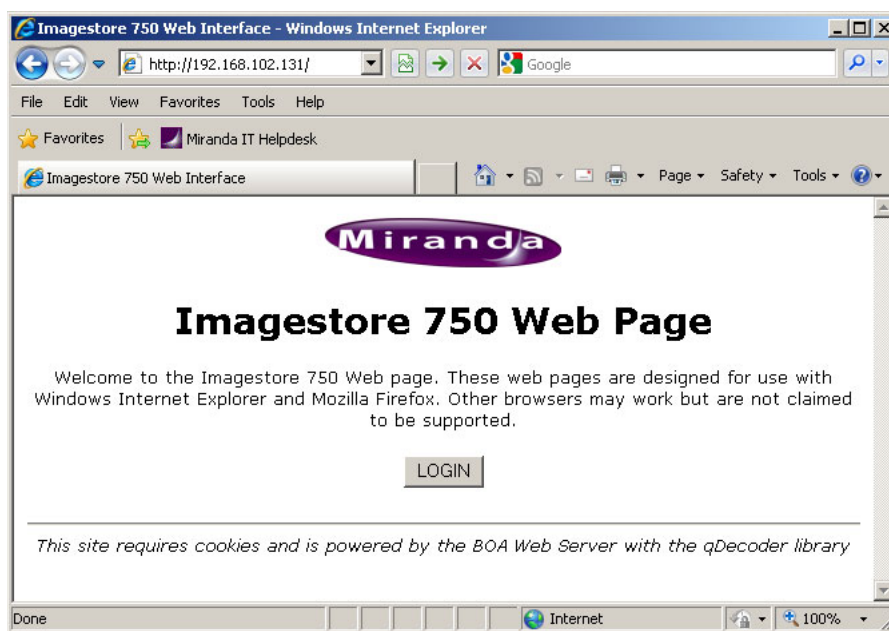 Imagestore 750 Web Interface - Windows Internet Explorer
http://192.168.102.131/
Google
File Edit View Favorites Tools Help
Favorites Miranda IT Helpdesk
Imagestore 750 Web Interface Page Safety Tools
Miranda
Imagestore 750 Web Page
Welcome to the Imagestore 750 Web page. These web pages are designed for use with
Windows Internet Explorer and Mozilla Firefox. Other browsers may work but are not claimed
to be supported.
LOGIN
This site requires cookies and is powered by the BOA Web Server with the qDecoder library
Done Internet 100%